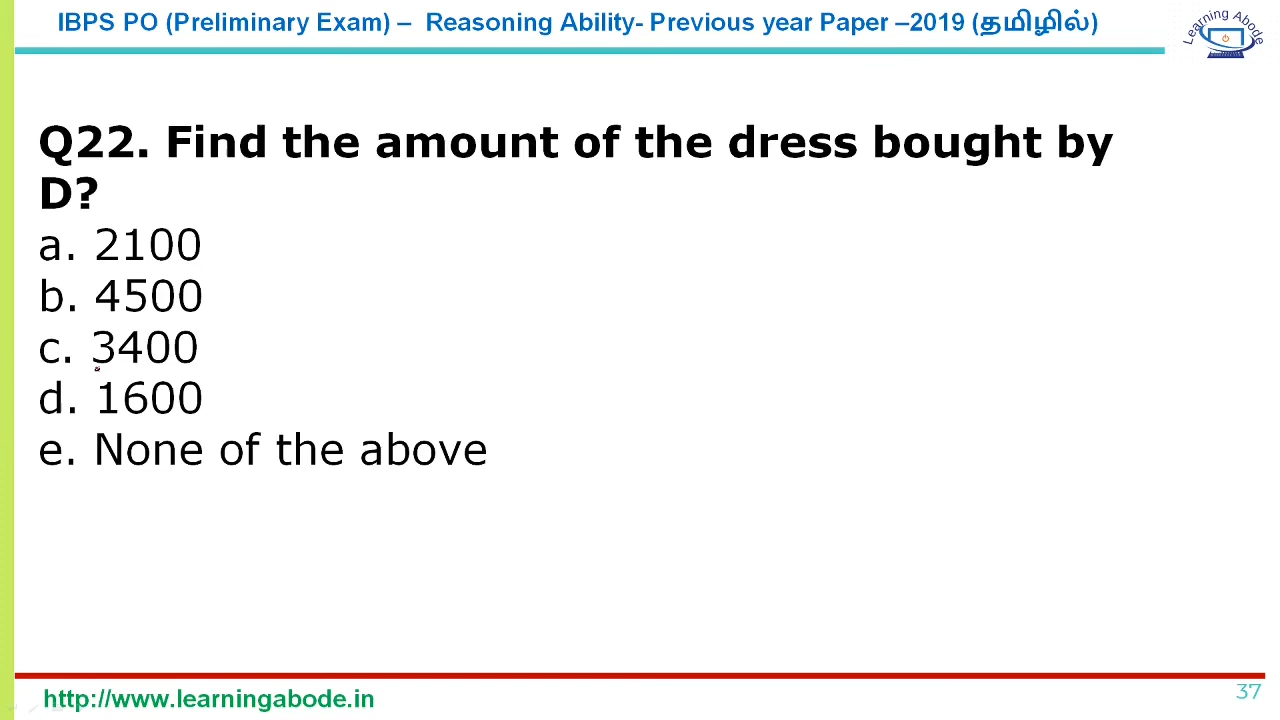 IBPS PO (Preliminary Exam) – Reasoning Ability- Previous year Paper –2019 (தமிழில்)
Learning Abode
Q22. Find the amount of the dress bought by
D?
a. 2100
b. 4500
c. 3400
d. 1600
e. None of the above
http://www.learningabode.in
37